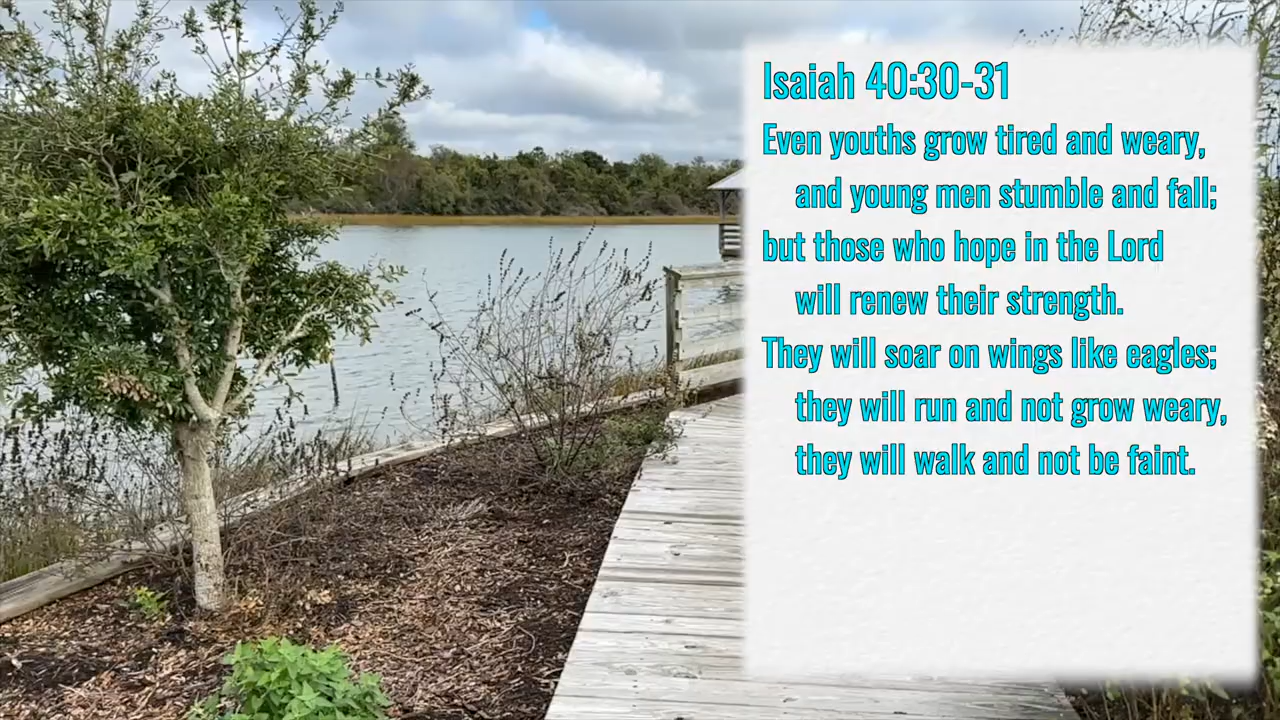 Isaiah 40:30-31
Even youths grow tired and weary,
and young men stumble and fall;
but those who hope in the Lord
will renew their strength.
They will soar on wings like eagles;
they will run and not grow weary,
they will walk and not be faint.